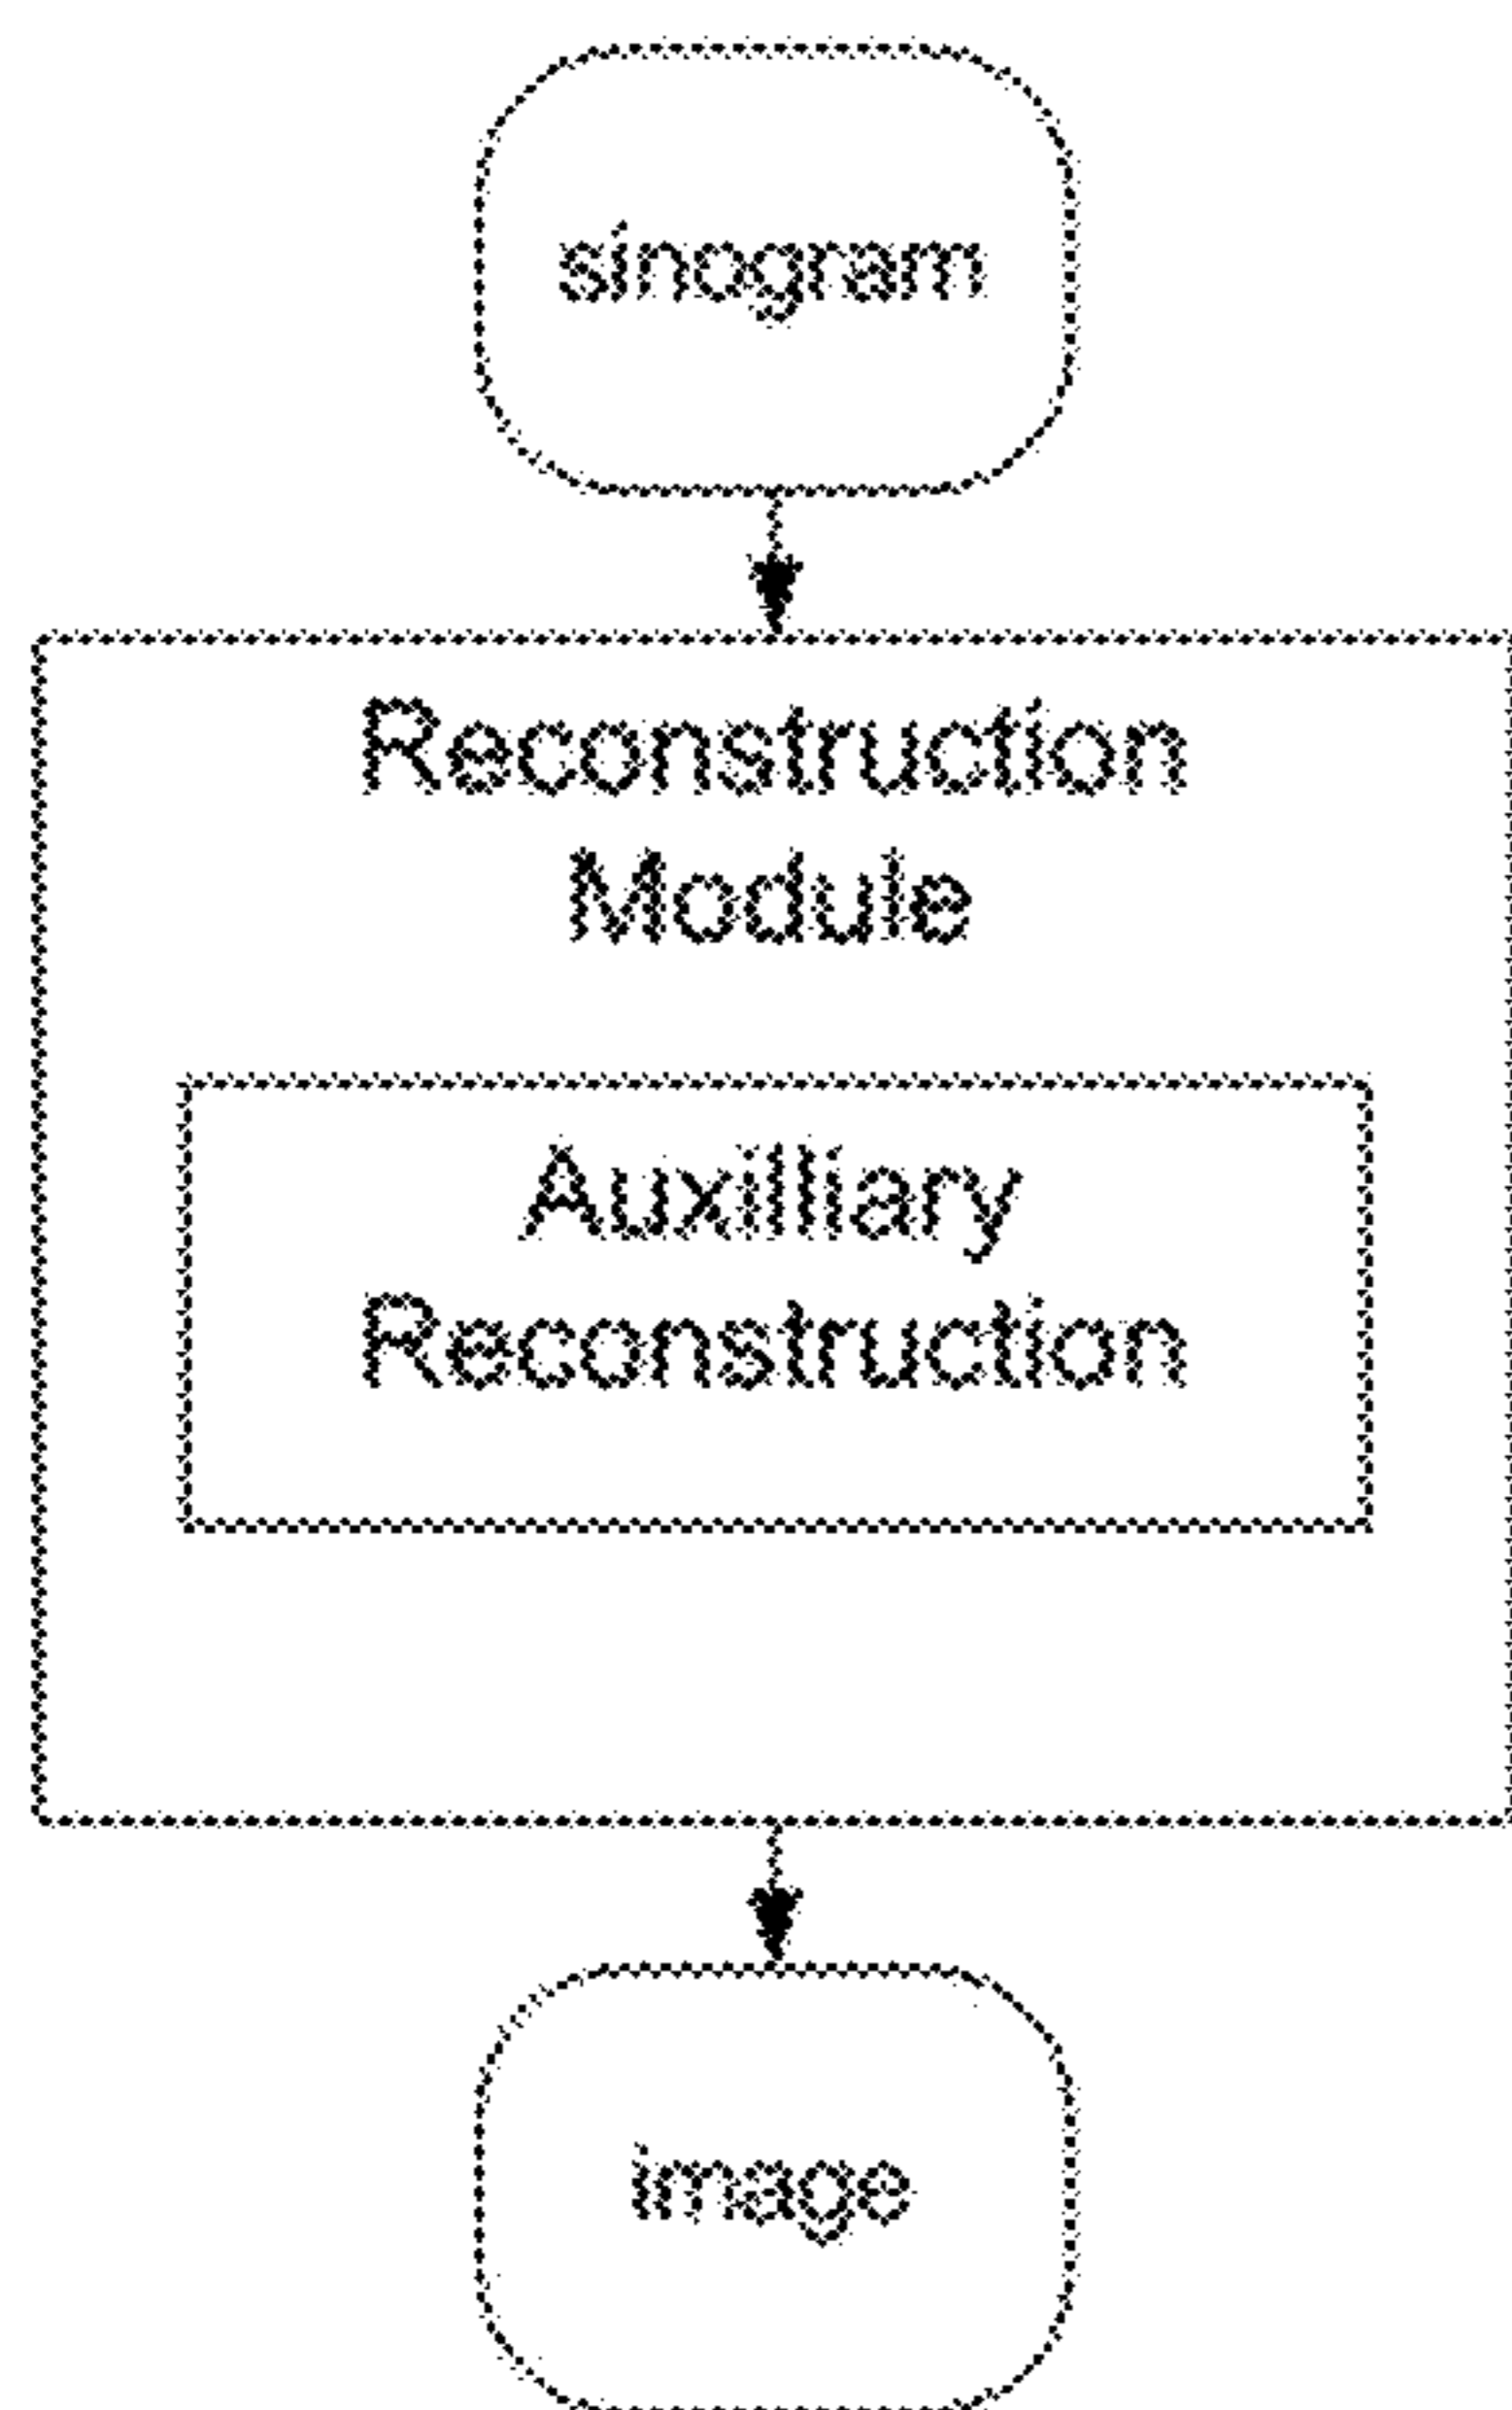 sinogram
Reconstruction
Module
Auxilliary
Reconstruction
image